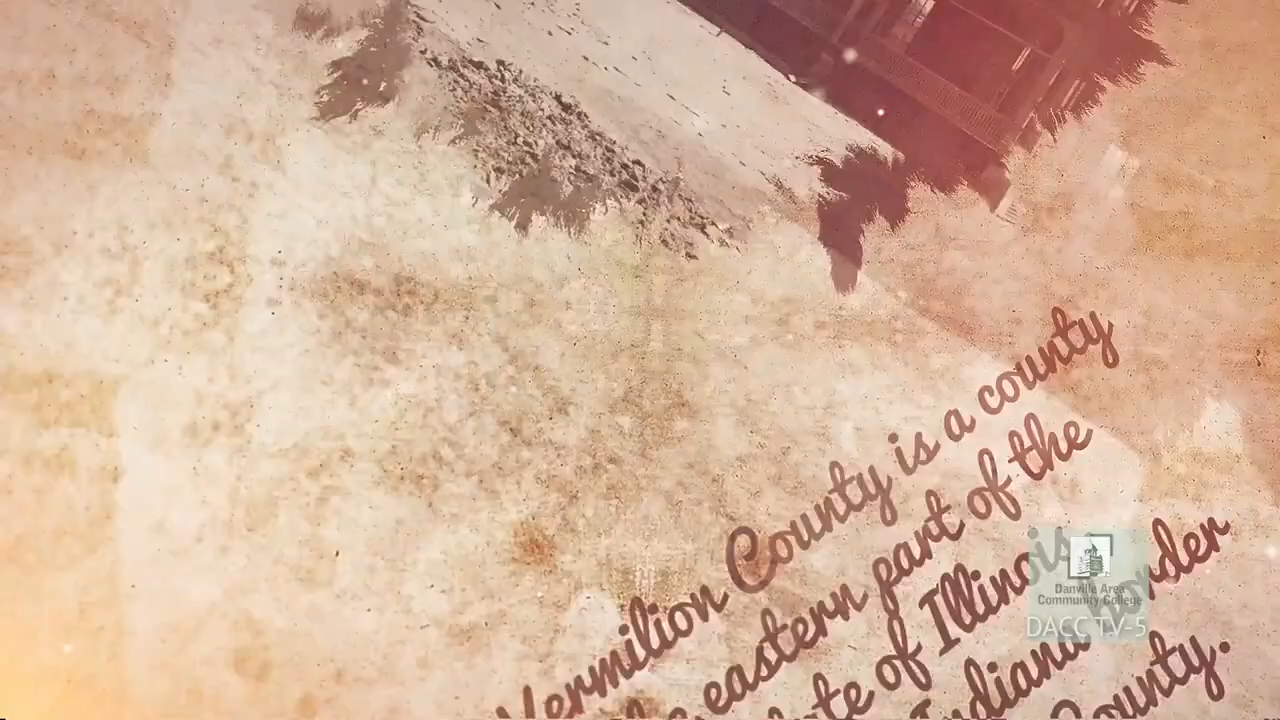 Vermilion County is a county
eastern part of the
of Illinois
Indiana border
County.
Danville Area
Community College
DACC TV-5